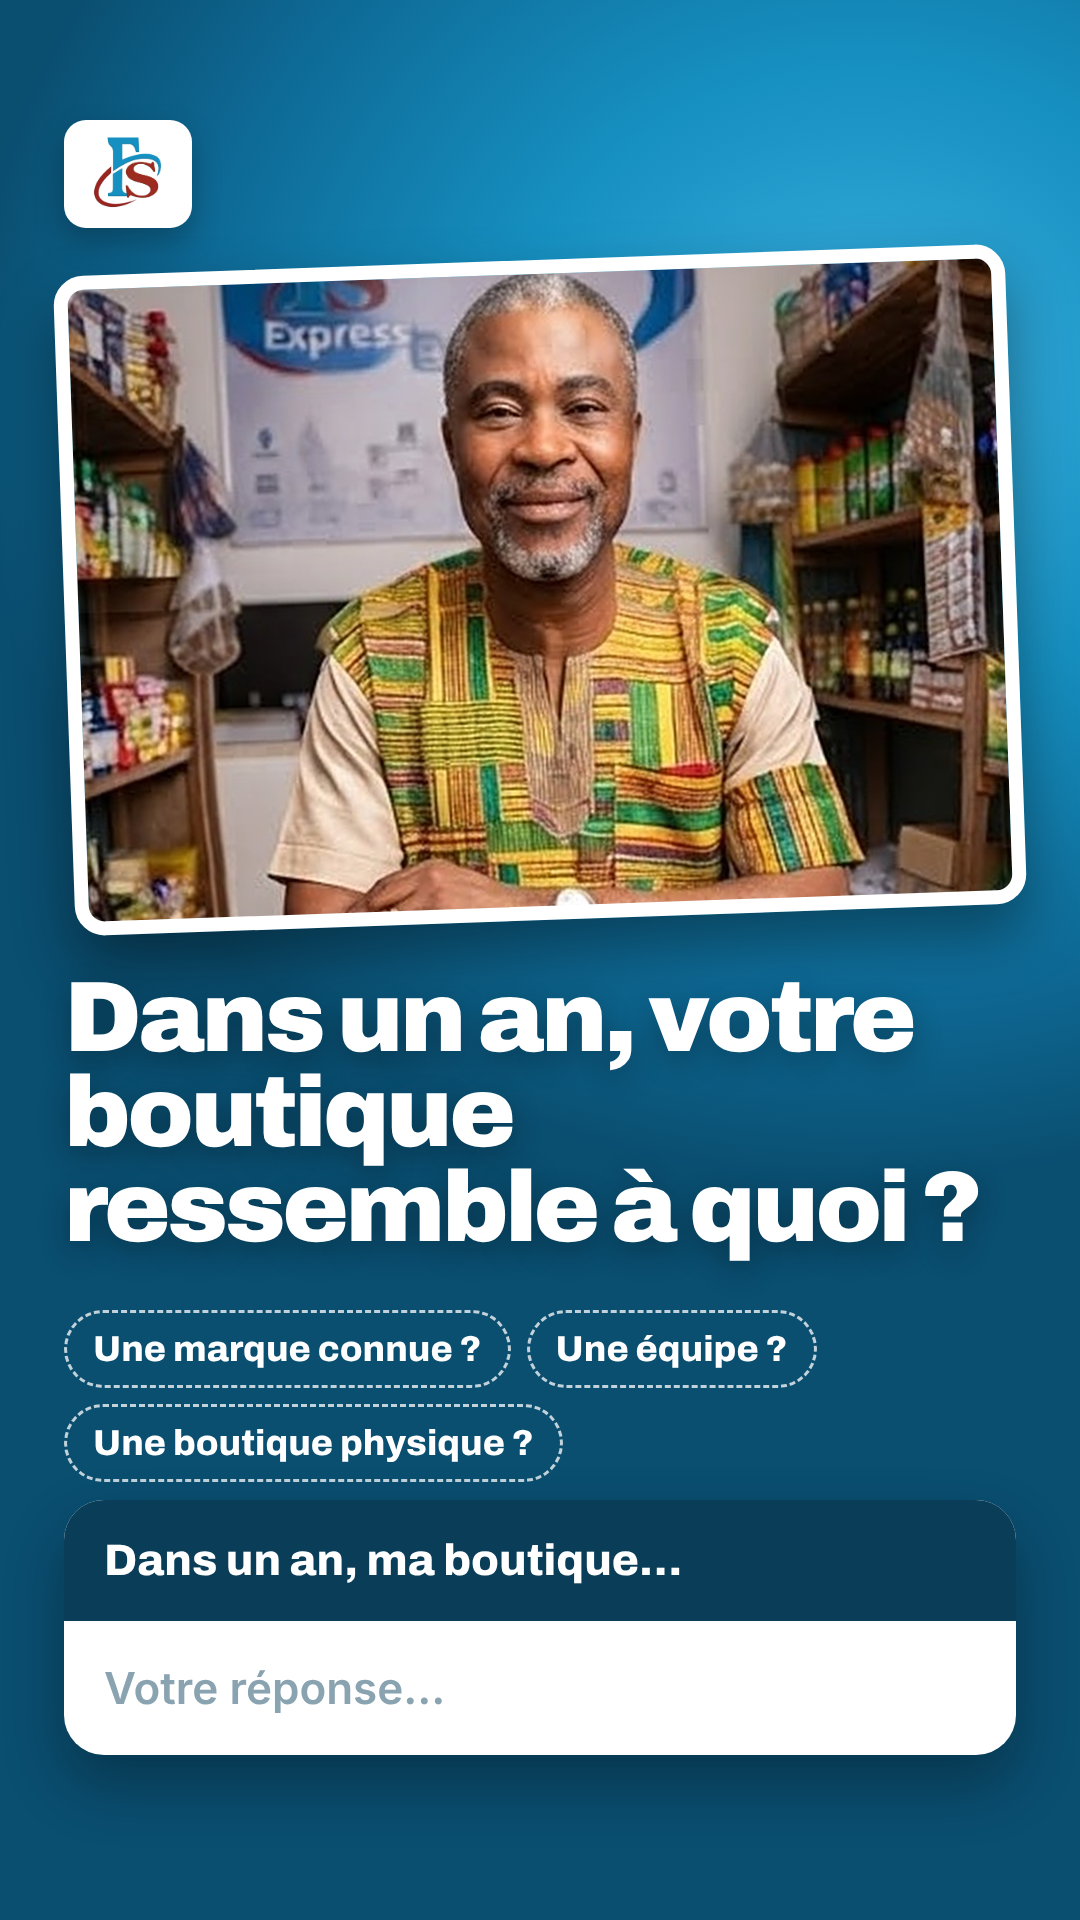 FS
Express
Dans un an, votre
boutique
ressemble à quoi ?
Une marque connue ?
Une équipe ?
Une boutique physique ?
Dans un an, ma boutique...
Votre réponse...